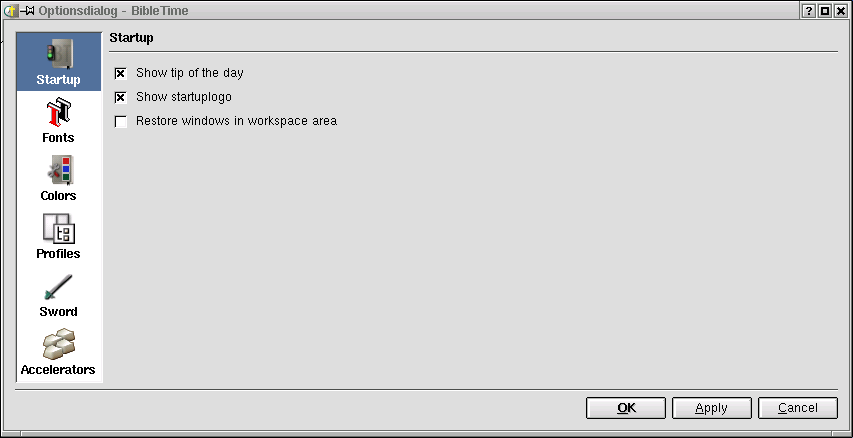 Optionsdialog - BibleTime
Startup
Startup
Show tip of the day
Show startuplogo
Restore windows in workspace area
Fonts
Colors
Profiles
Sword
Accelerators
OK
Apply
Cancel